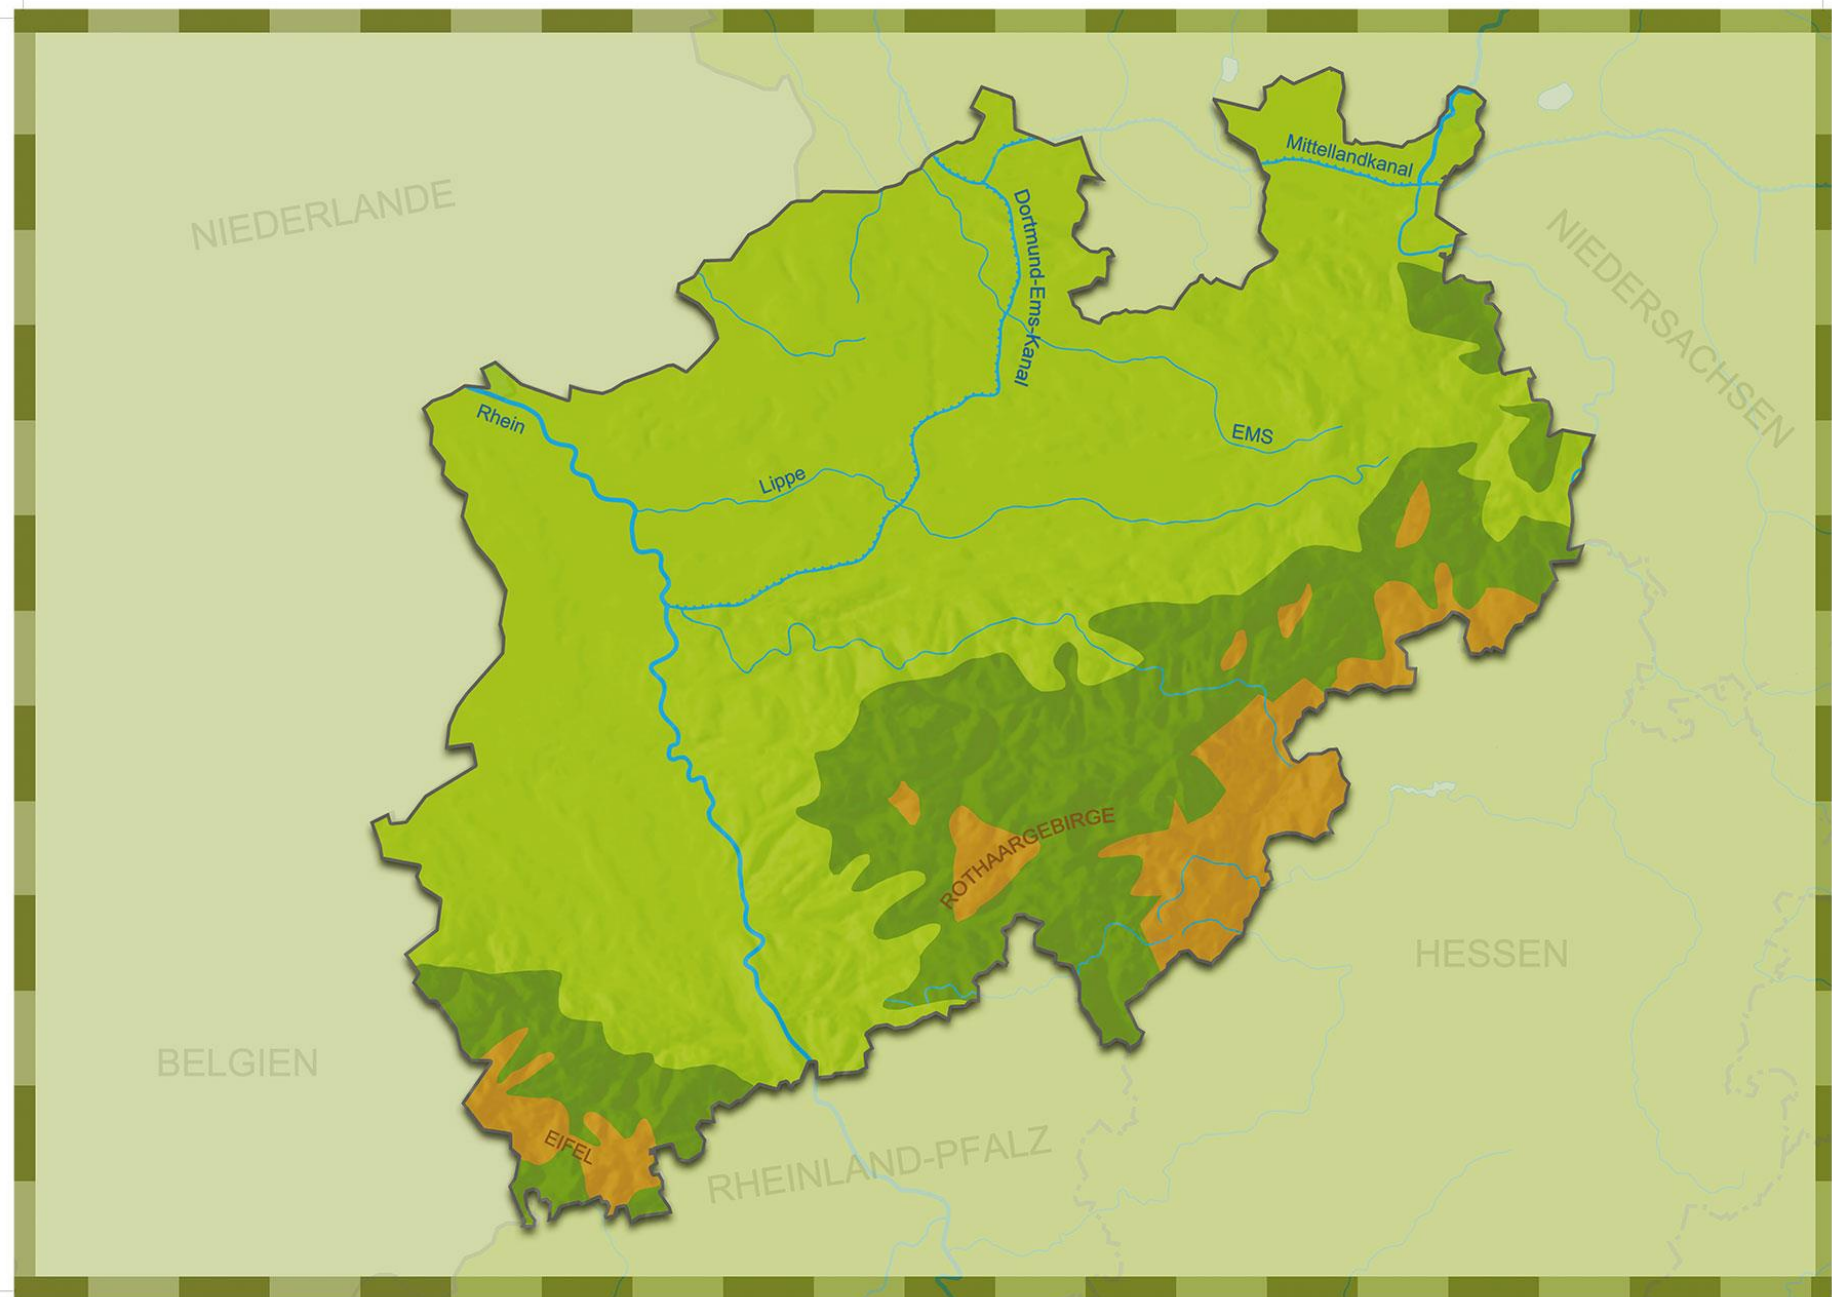 Mittellandkanal
NIEDERLANDE
Dortmund-Ems-Kanal
NIEDERSACHSEN
Rhein
EMS
Lippe
ROTHAARGEBIRGE
HESSEN
BELGIEN
EIFEL
RHEINLAND-PFALZ